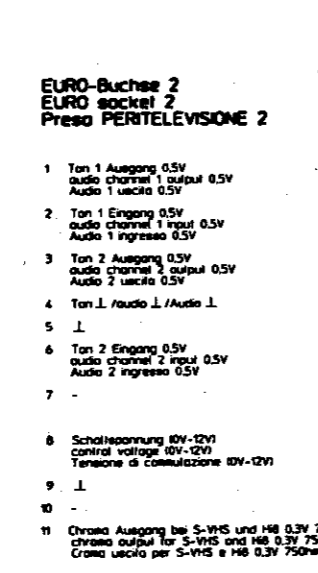 EURO-Buchse 2
EURO socket 2
Presa PERITELEVISIONE 2
1 Ton 1 Ausgang 0,5V
audio channel 1 output 0,5V
Audio 1 uscita 0.5V
2 Ton 1 Eingang 0,5V
audio channel 1 input 0.5V
Audio 1 ingresso 0.5V
3 Ton 2 Ausgang 0,5V
audio channel 2 output 0,5V
Audio 2 uscita 0.5V
4 Ton ⊥ /audio ⊥ /Audio ⊥
5 ⊥
6 Ton 2 Eingang 0.5V
audio channel 2 input 0.5V
Audio 2 ingresso 0.5V
7 -
8 Schaltspannung (0V-12V)
control voltage (0V-12V)
Tensione di commutazione (0V-12V)
9 ⊥
10 -
11 Chroma Ausgang bei S-VHS und Hi8 0.3V 7
chroma output for S-VHS and Hi8 0.3V 75
Croma uscita per S-VHS e Hi8 0.3V 75Ohm